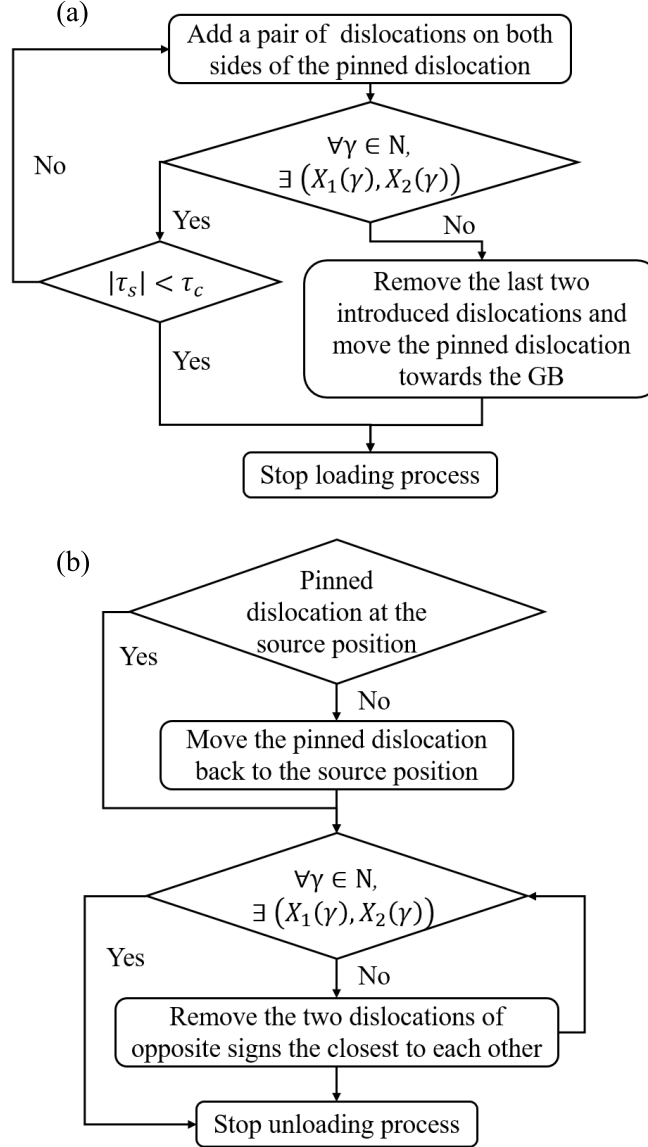 (a)
Add a pair of dislocations on both
sides of the pinned dislocation
∀γ ∈ N,
∃ (X₁(γ), X₂(γ))
No
Yes
No
|τₛ| < τ_c
Remove the last two
introduced dislocations and
move the pinned dislocation
towards the GB
Yes
Stop loading process
(b)
Pinned
dislocation at the
source position
Yes
No
Move the pinned dislocation
back to the source position
∀γ ∈ N,
∃ (X₁(γ), X₂(γ))
Yes
No
Remove the two dislocations of
opposite signs the closest to each other
Stop unloading process